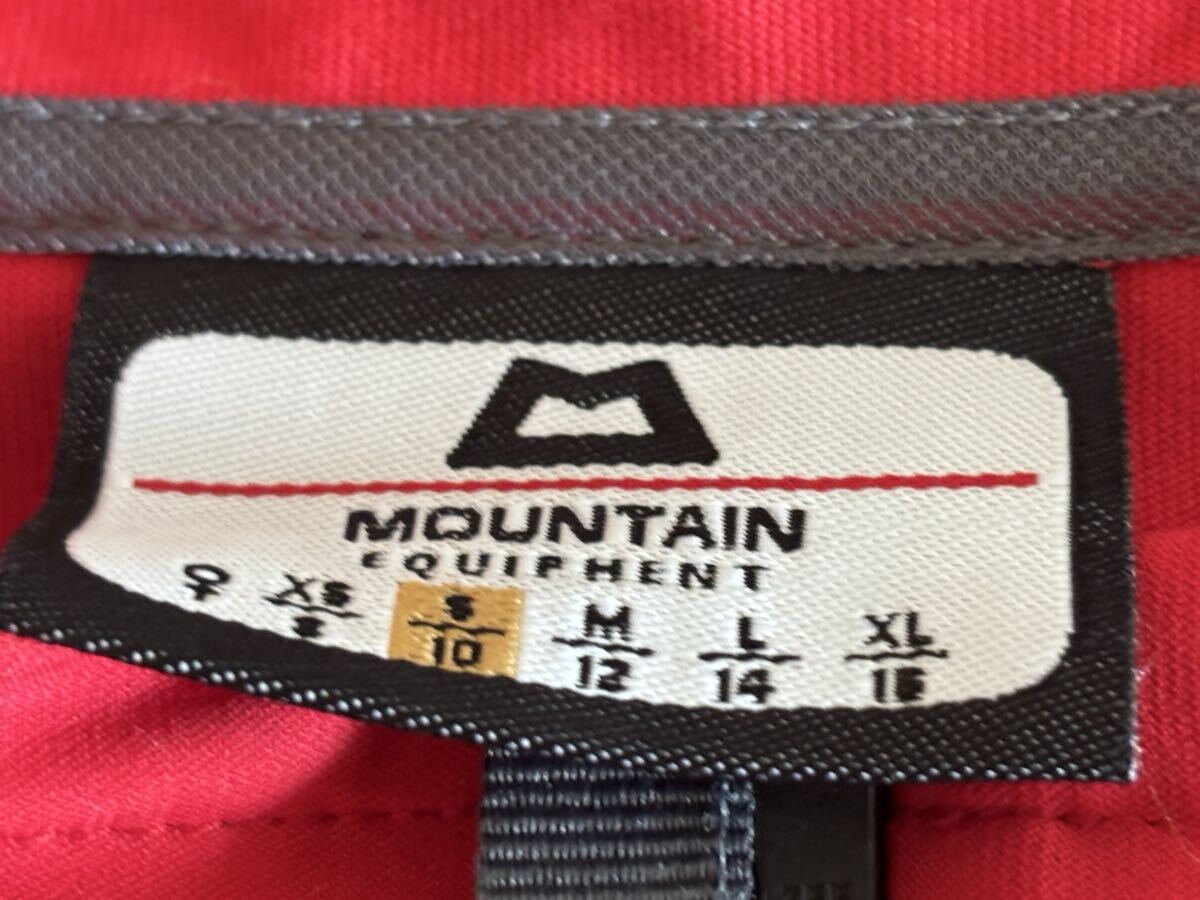 MOUNTAIN
EQUIPMENT
♀ XS S M L XL
8 10 12 14 16